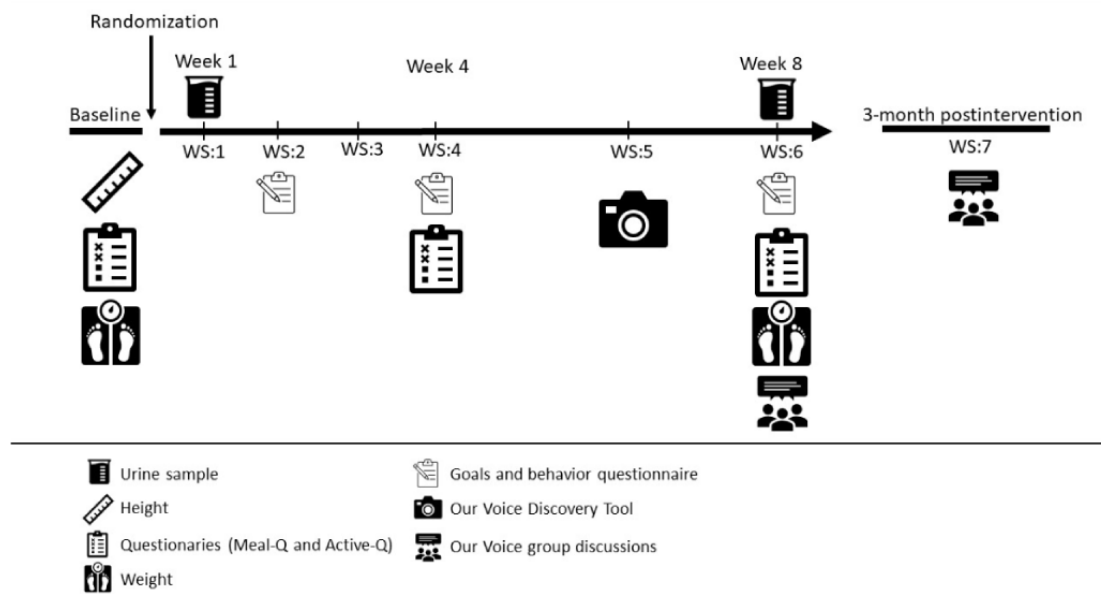 Randomization
Week 1
Week 4
Week 8
Baseline
3-month postintervention
WS:1
WS:2
WS:3
WS:4
WS:5
WS:6
WS:7
Urine sample
Height
Questionaries (Meal-Q and Active-Q)
Weight
Goals and behavior questionnaire
Our Voice Discovery Tool
Our Voice group discussions